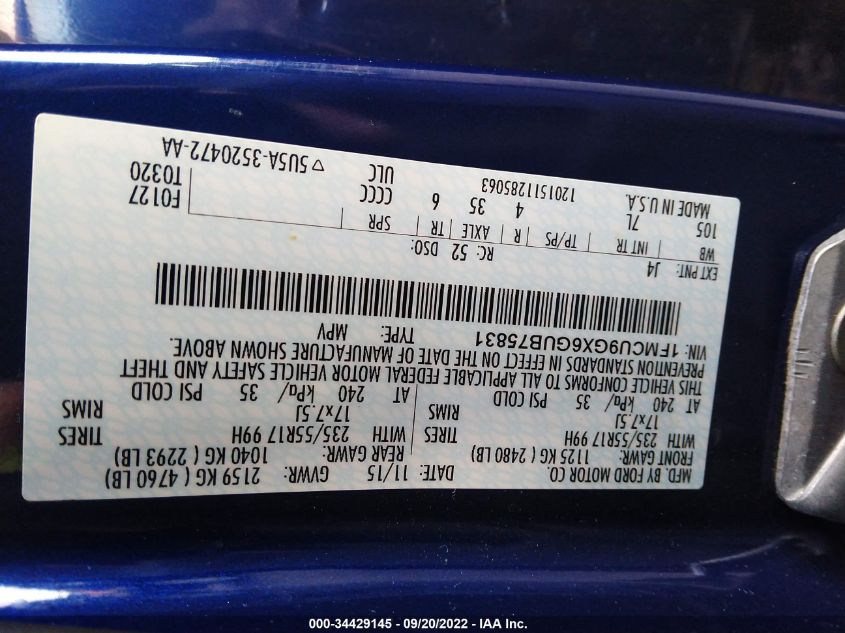 MFD. BY FORD MOTOR CO.
DATE: 11/15 GVWR: 2159 KG ( 4760 LB)
FRONT GAWR: 1125 KG ( 2480 LB) REAR GAWR: 1040 KG ( 2293 LB)
WITH 235/55R17 99H TIRES WITH 235/55R17 99H TIRES
17x7.5J RIMS 17x7.5J RIMS
AT 240 kPa/ 35 PSI COLD AT 240 kPa/ 35 PSI COLD
THIS VEHICLE CONFORMS TO ALL APPLICABLE FEDERAL MOTOR VEHICLE SAFETY AND THEFT
PREVENTION STANDARDS IN EFFECT ON THE DATE OF MANUFACTURE SHOWN ABOVE.
VIN: 1FMCU9GX6GUB75831 TYPE: MPV
EXT PNT: J4 RC: 52 DSO:
WB INT TR TP/PS R AXLE TR SPR
105 7L 4 35 6 CCCC
F0127
T0320
MADE IN U.S.A. 1201511285063 ULC
▽ 5U5A-3520472-AA
000-34429145 - 09/20/2022 - IAA Inc.